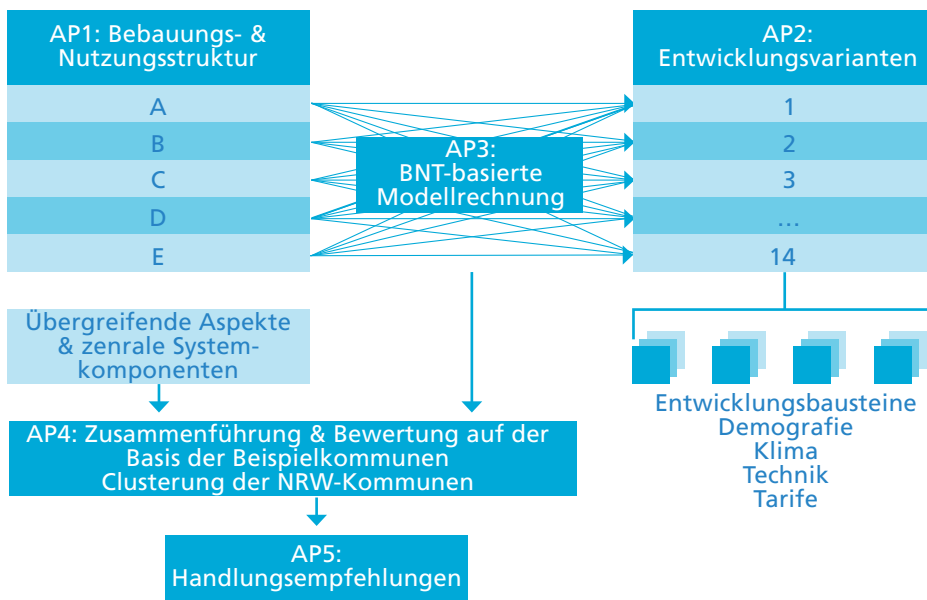 AP1: Bebauungs- &
Nutzungsstruktur
A
B
C
D
E
AP3:
BNT-basierte
Modellrechnung
AP2:
Entwicklungsvarianten
1
2
3
…
14
Übergreifende Aspekte
& zenrale System-
komponenten
Entwicklungsbausteine
Demografie
Klima
Technik
Tarife
AP4: Zusammenführung & Bewertung auf der
Basis der Beispielkommunen
Clusterung der NRW-Kommunen
AP5:
Handlungsempfehlungen